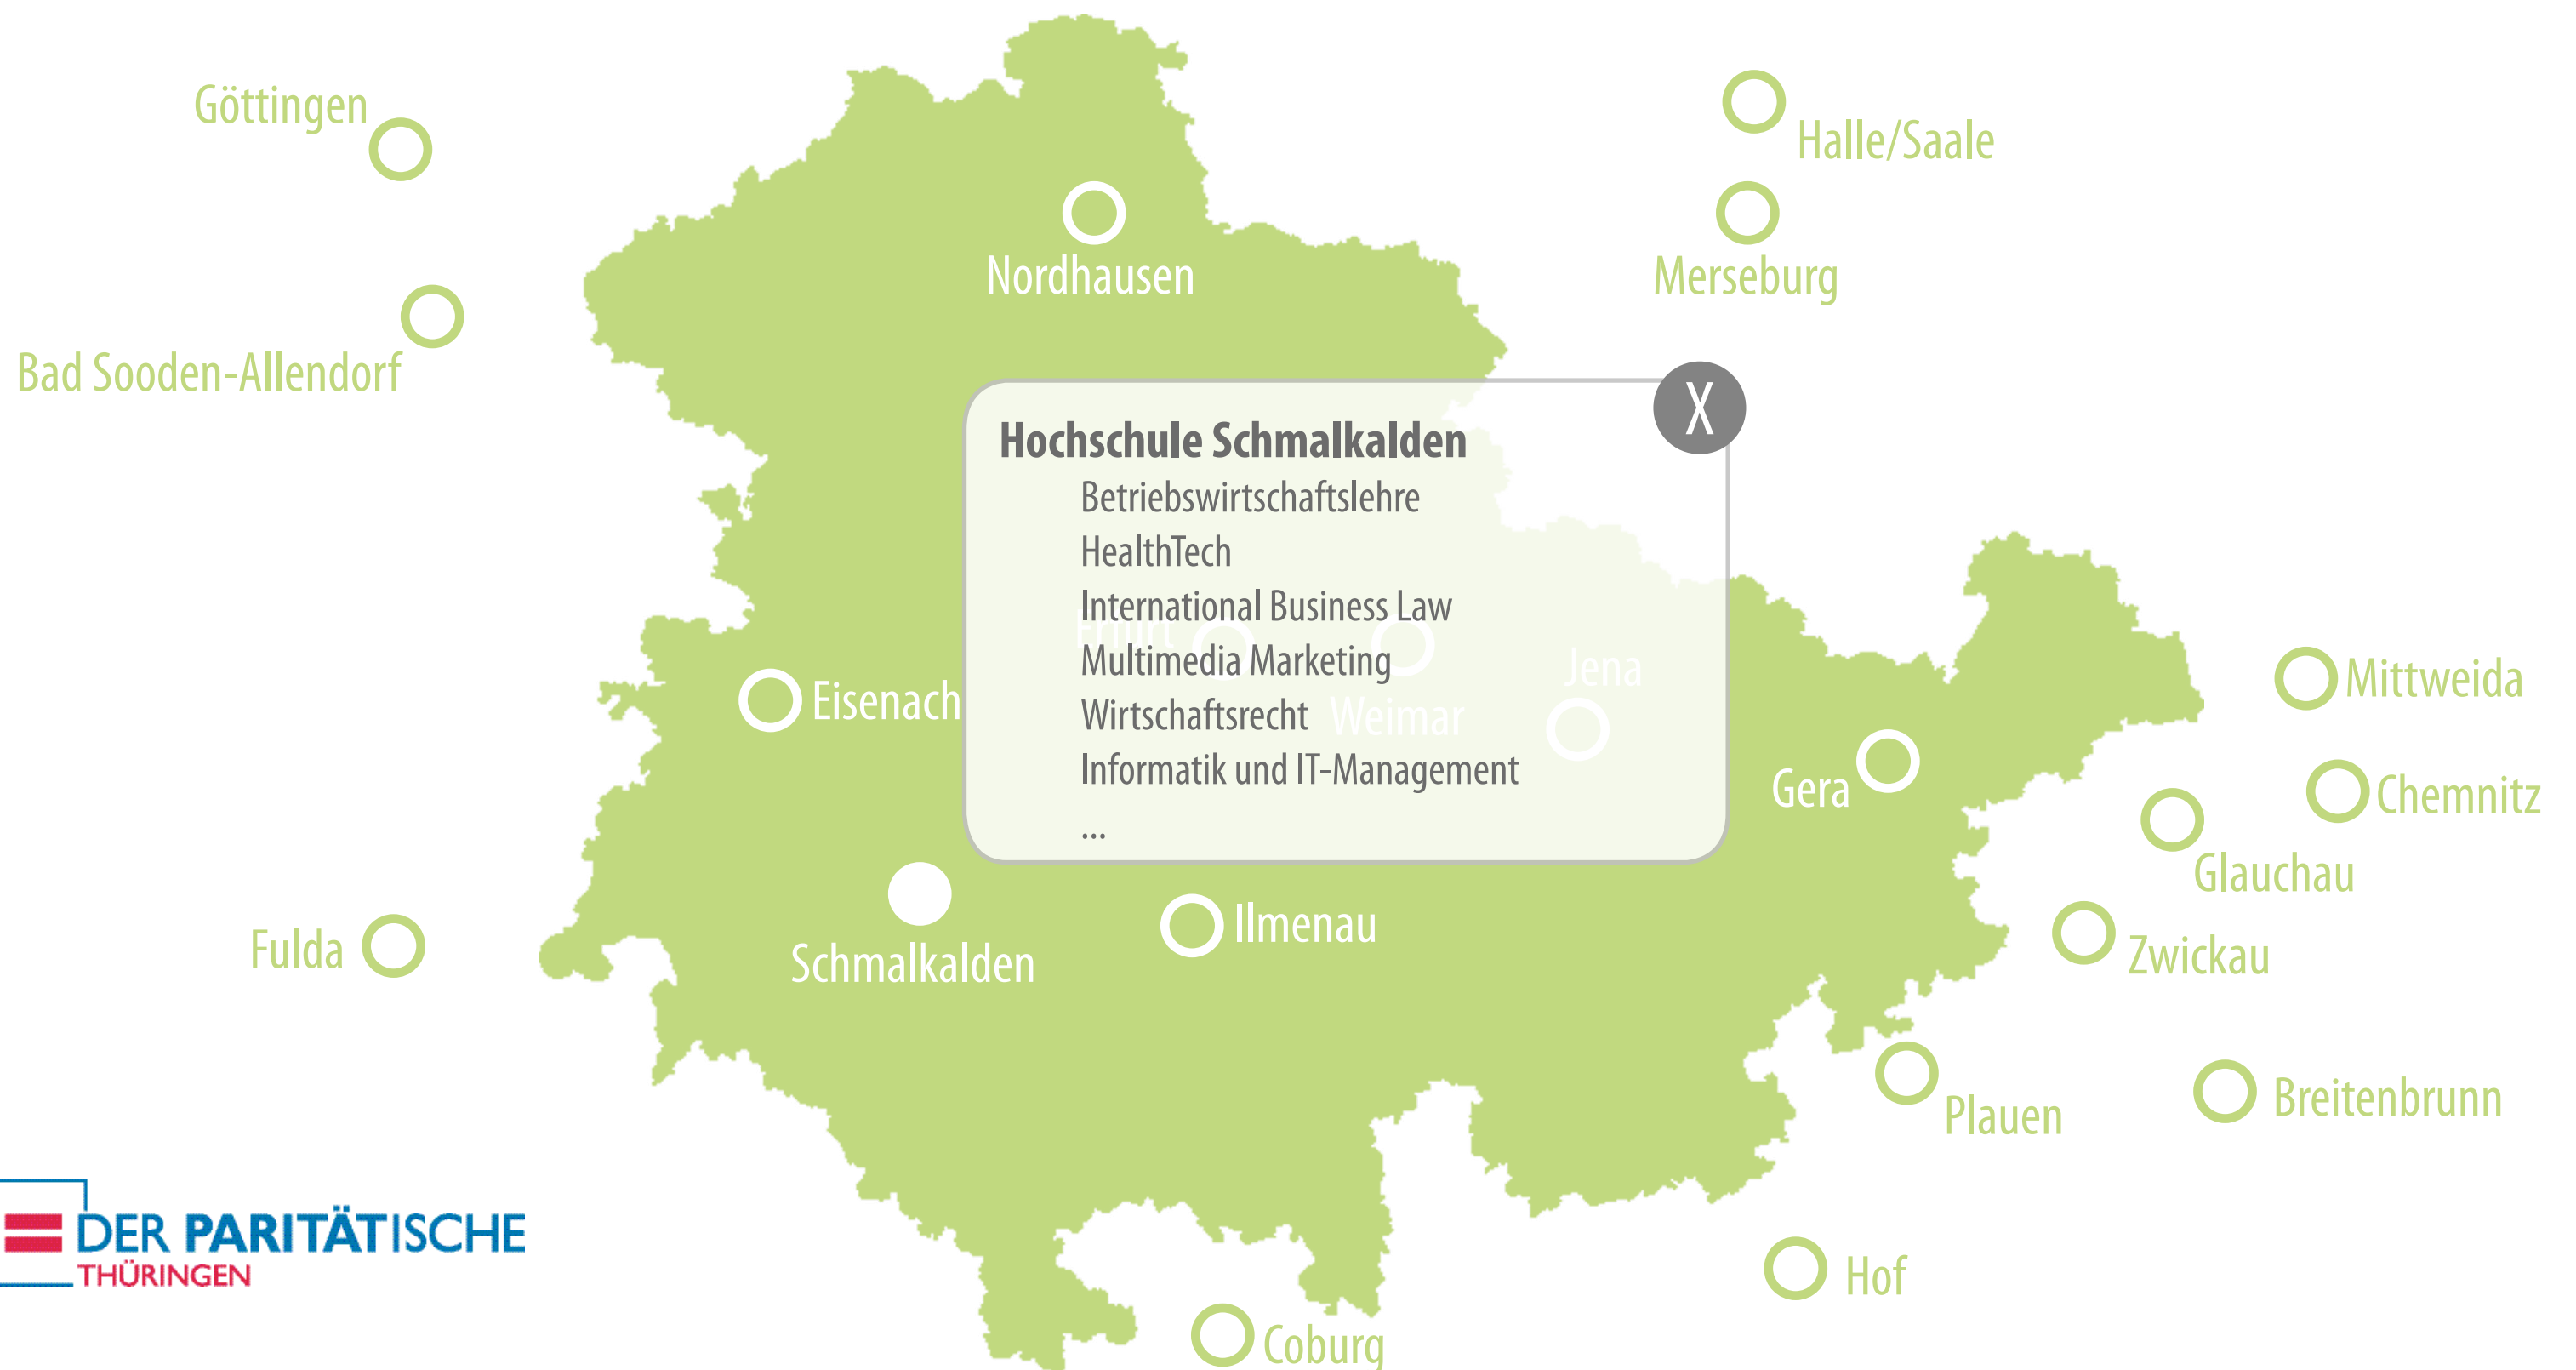 Göttingen
Halle/Saale
Nordhausen
Merseburg
Bad Sooden-Allendorf
X
Hochschule Schmalkalden
Betriebswirtschaftslehre
HealthTech
International Business Law
Erfurt
Multimedia Marketing
Jena
Wirtschaftsrecht
Weimar
Informatik und IT-Management
...
Eisenach
Gera
Mittweida
Chemnitz
Glauchau
Zwickau
Fulda
Schmalkalden
Ilmenau
Plauen
Breitenbrunn
Hof
Coburg
DER PARITÄTISCHE
THÜRINGEN